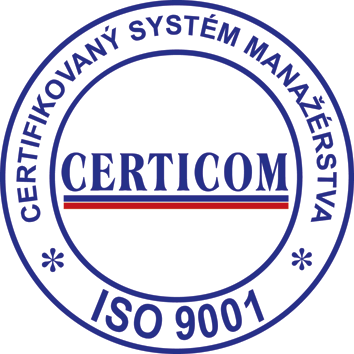 CERTIFIKOVANÝ SYSTÉM MANAŽÉRSTVA
CERTICOM
* ISO 9001 *